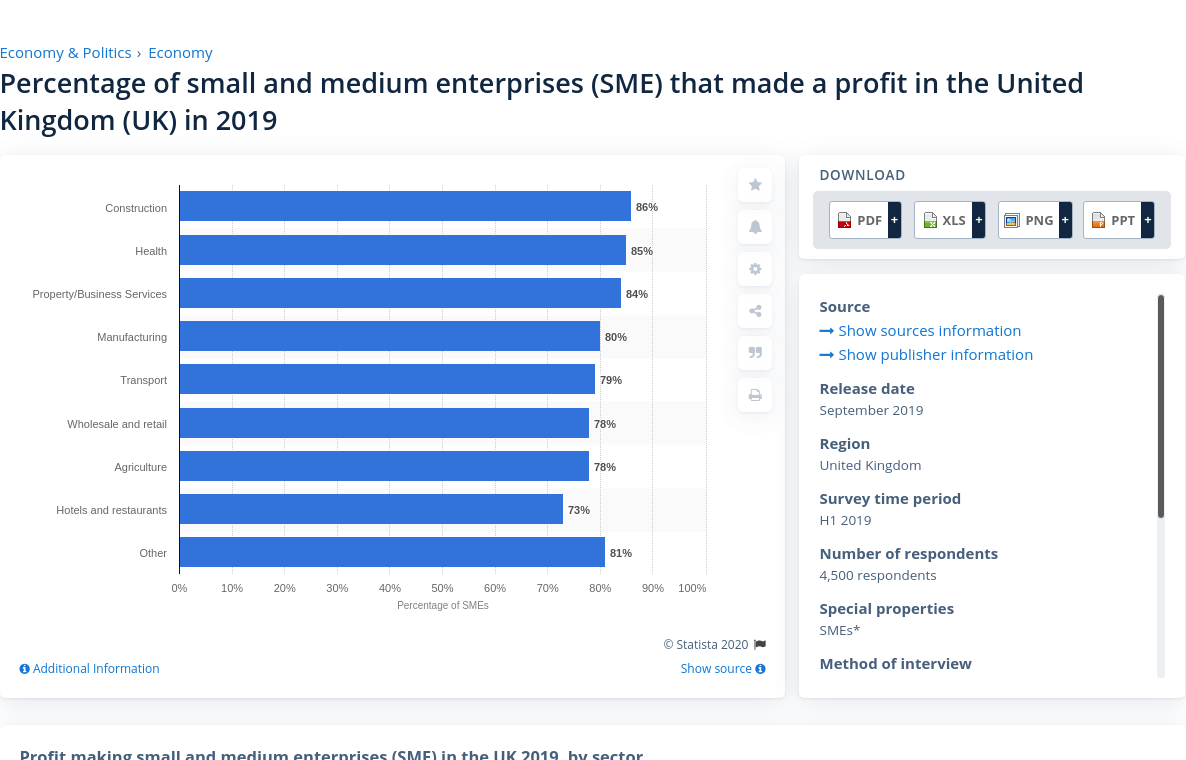 Economy & Politics › Economy
Percentage of small and medium enterprises (SME) that made a profit in the United
Kingdom (UK) in 2019
Construction 86%
Health 85%
Property/Business Services 84%
Manufacturing 80%
Transport 79%
Wholesale and retail 78%
Agriculture 78%
Hotels and restaurants 73%
Other 81%
0% 10% 20% 30% 40% 50% 60% 70% 80% 90% 100%
Percentage of SMEs
© Statista 2020
Additional Information
Show source
DOWNLOAD
PDF + XLS + PNG + PPT +
Source
Show sources information
Show publisher information
Release date
September 2019
Region
United Kingdom
Survey time period
H1 2019
Number of respondents
4,500 respondents
Special properties
SMEs*
Method of interview
Profit making small and medium enterprises (SME) in the UK 2019, by sector